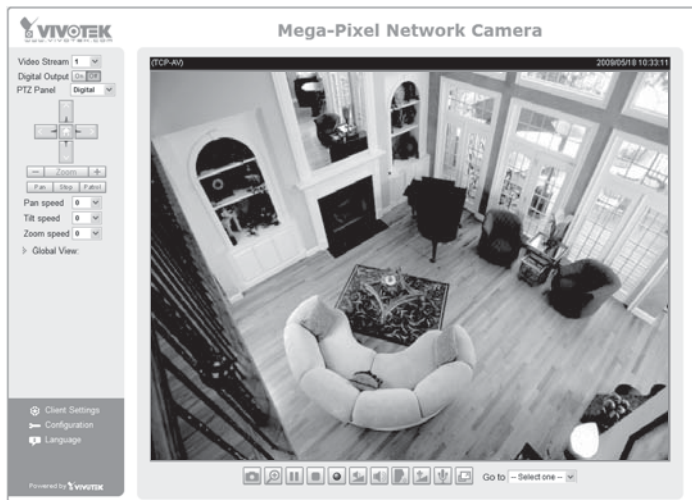 VIVOTEK
www.vivotek.com
Mega-Pixel Network Camera
Video Stream 1
Digital Output On Off
PTZ Panel Digital
Zoom
Pan Stop Patrol
Pan speed 0
Tilt speed 0
Zoom speed 0
Global View:
(TCP-AV) 2009/05/18 10:33:11
Client Settings
Configuration
Language
Powered by VIVOTEK
Go to -- Select one --